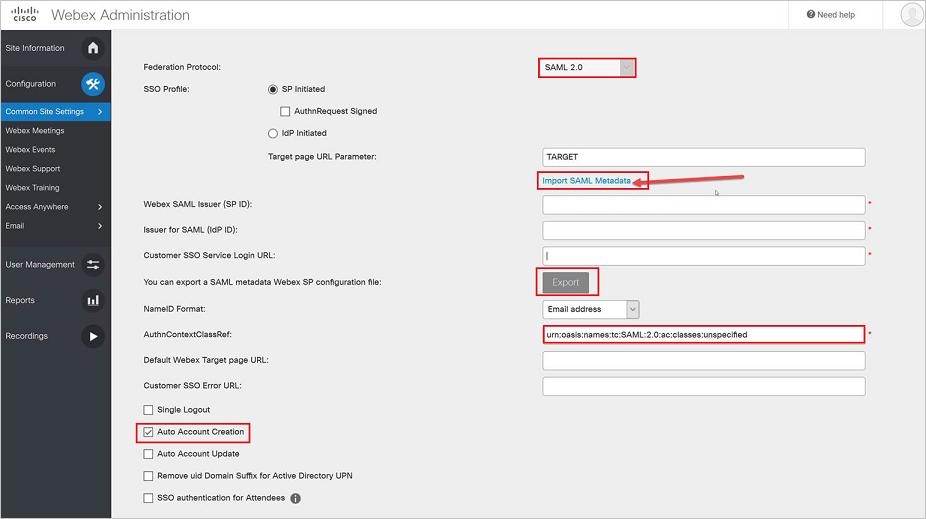 CISCO
Webex Administration
Need help
Site Information
Configuration
Common Site Settings
Webex Meetings
Webex Events
Webex Support
Webex Training
Access Anywhere
Email
User Management
Reports
Recordings
Federation Protocol:
SAML 2.0
SSO Profile:
SP Initiated
AuthnRequest Signed
IdP Initiated
Target page URL Parameter:
TARGET
Import SAML Metadata
Webex SAML Issuer (SP ID):
*
Issuer for SAML (IdP ID):
*
Customer SSO Service Login URL:
*
You can export a SAML metadata Webex SP configuration file:
Export
NameID Format:
Email address
AuthnContextClassRef:
urn:oasis:names:tc:SAML:2.0:ac:classes:unspecified
*
Default Webex Target page URL:
Customer SSO Error URL:
Single Logout
Auto Account Creation
Auto Account Update
Remove uid Domain Suffix for Active Directory UPN
SSO authentication for Attendees